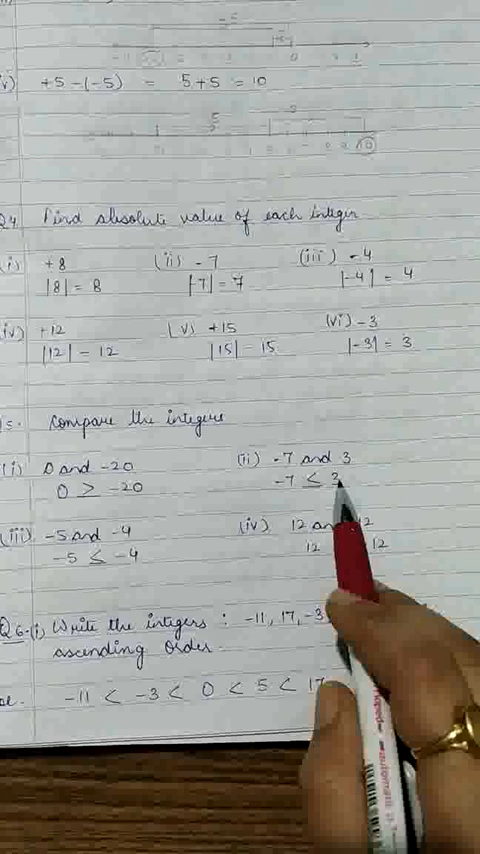 +5-(-5) = 5+5 = 10
Q4 Find absolute value of each integer
(i) +8 (ii) -7 (iii) -4
|8| = 8 |-7| = 7 |-4| = 4
(iv) +12 (v) +15 (vi) -3
|12| = 12 |15| = 15 |-3| = 3
Compare the integers
(i) 0 and -20 (ii) -7 and 3
0 > -20 -7 < 3
(iii) -5 and -4 (iv) 12 12
-5 < -4 12 12
Q6.(i) Write the integers : -11, 17, -3
ascending order.
-11 < -3 < 0 < 5 < 17